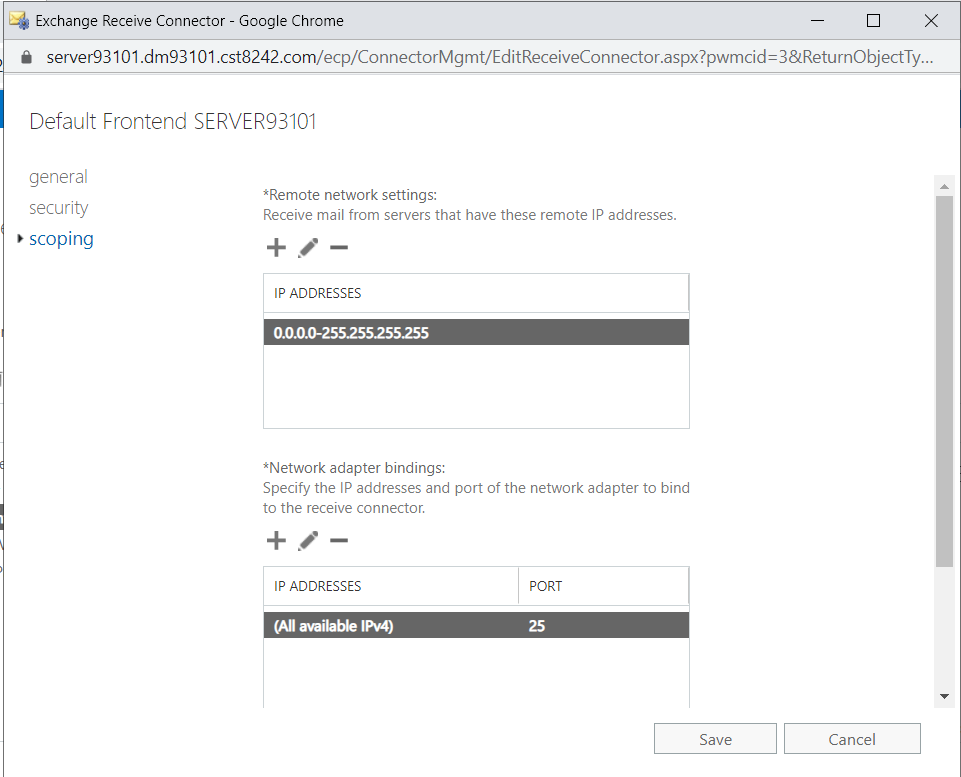 Exchange Receive Connector - Google Chrome
server93101.dm93101.cst8242.com/ecp/ConnectorMgmt/EditReceiveConnector.aspx?pwmcid=3&ReturnObjectTy...
Default Frontend SERVER93101
general
security
scoping
*Remote network settings:
Receive mail from servers that have these remote IP addresses.
IP ADDRESSES
0.0.0.0-255.255.255.255
*Network adapter bindings:
Specify the IP addresses and port of the network adapter to bind
to the receive connector.
IP ADDRESSES PORT
(All available IPv4) 25
Save Cancel